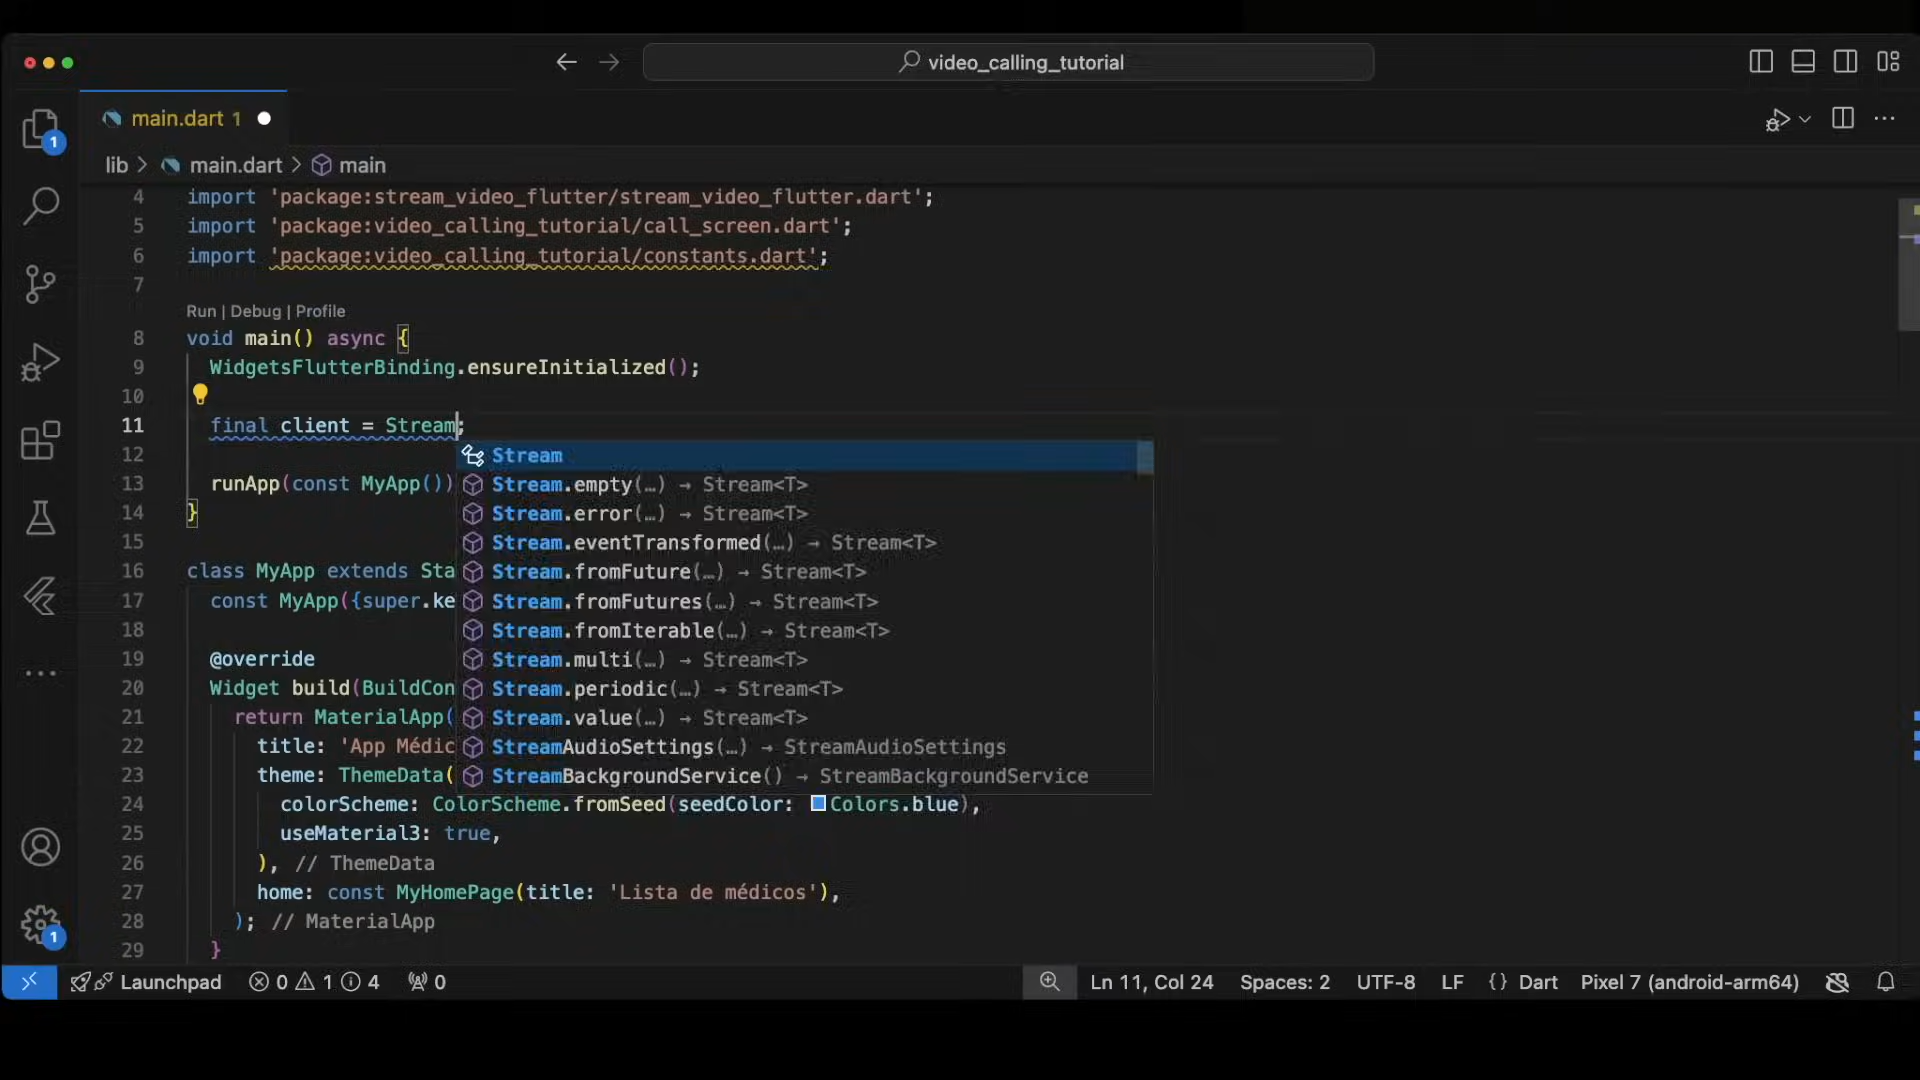 video_calling_tutorial
main.dart 1
lib > main.dart > main
1
4 import 'package:stream_video_flutter/stream_video_flutter.dart';
5 import 'package:video_calling_tutorial/call_screen.dart';
6 import 'package:video_calling_tutorial/constants.dart';
7
Run | Debug | Profile
8 void main() async {
9 WidgetsFlutterBinding.ensureInitialized();
10
11 final client = Stream;
12 Stream
13 runApp(const MyApp()) Stream.empty(…) → Stream<T>
14 } Stream.error(…) → Stream<T>
15 Stream.eventTransformed(…) → Stream<T>
16 class MyApp extends Sta Stream.fromFuture(…) → Stream<T>
17 const MyApp({super.ke Stream.fromFutures(…) → Stream<T>
18 Stream.fromIterable(…) → Stream<T>
19 @override Stream.multi(…) → Stream<T>
20 Widget build(BuildCon Stream.periodic(…) → Stream<T>
21 return MaterialApp( Stream.value(…) → Stream<T>
22 title: 'App Médic StreamAudioSettings(…) → StreamAudioSettings
23 theme: ThemeData( StreamBackgroundService() → StreamBackgroundService
24 colorScheme: ColorScheme.fromSeed(seedColor: Colors.blue),
25 useMaterial3: true,
26 ), // ThemeData
27 home: const MyHomePage(title: 'Lista de médicos'),
28 ); // MaterialApp
29 }
1
Launchpad 0 1 4 0 Ln 11, Col 24 Spaces: 2 UTF-8 LF {} Dart Pixel 7 (android-arm64)